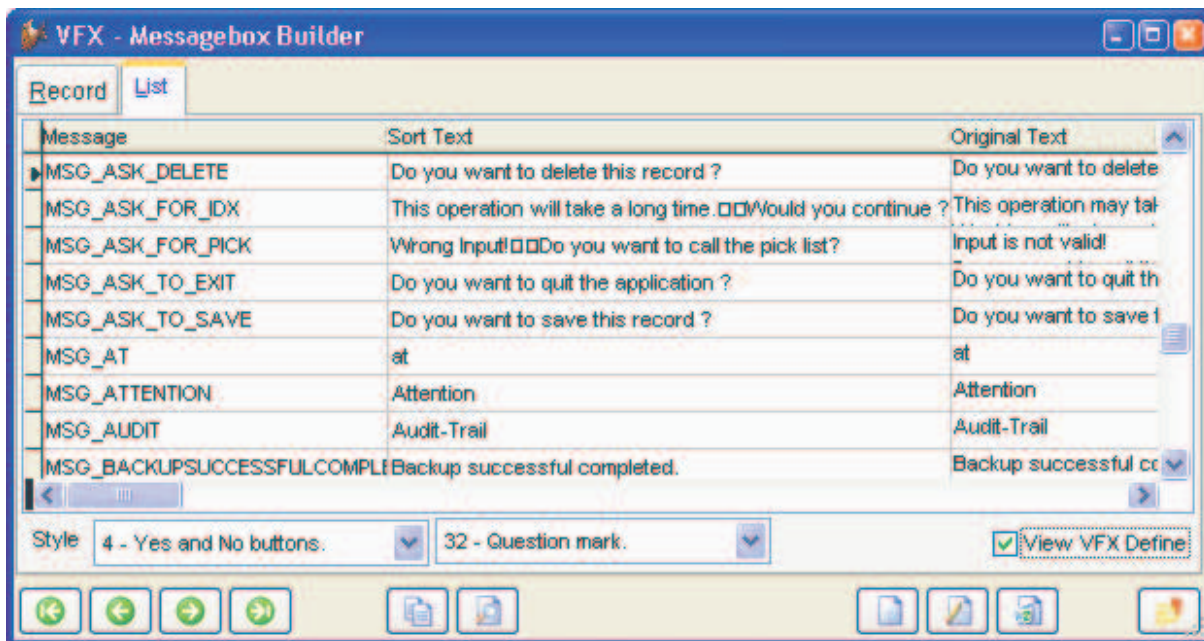 VFX - Messagebox Builder
Record List
Message Sort Text Original Text
MSG_ASK_DELETE Do you want to delete this record ? Do you want to delete
MSG_ASK_FOR_IDX This operation will take a long time.□□Would you continue ? This operation may tak
MSG_ASK_FOR_PICK Wrong Input!□□Do you want to call the pick list? Input is not valid!
MSG_ASK_TO_EXIT Do you want to quit the application ? Do you want to quit th
MSG_ASK_TO_SAVE Do you want to save this record ? Do you want to save
MSG_AT at at
MSG_ATTENTION Attention Attention
MSG_AUDIT Audit-Trail Audit-Trail
MSG_BACKUPSUCCESSFULCOMPLE Backup successful completed. Backup successful cc
Style 4 - Yes and No buttons. 32 - Question mark. View VFX Define